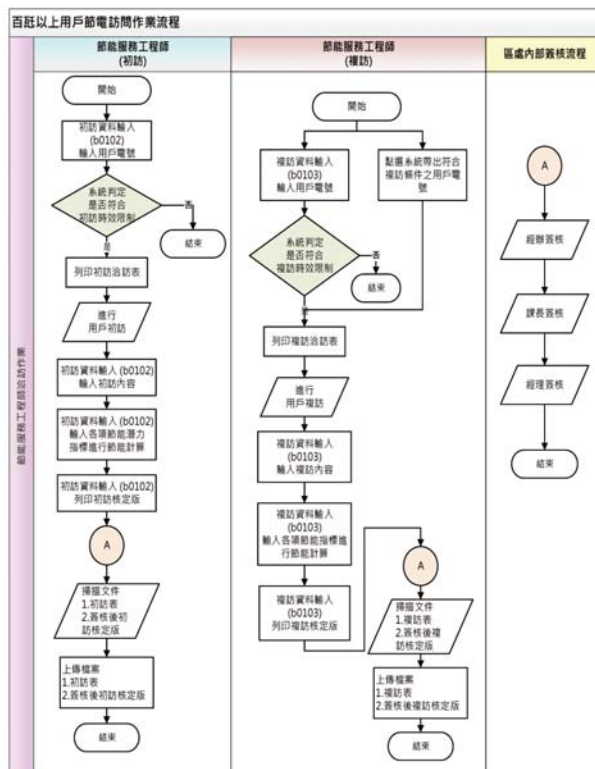 百瓩以上用戶節電訪問作業流程
節能服務工程師
(初訪)
節能服務工程師
(複訪)
區處內部簽核流程
節能服務工程師洽訪作業
開始
初訪資料輸入
(b0102)
輸入用戶電號
系統判定
是否符合
初訪時效限制
否
結束
是
列印初訪洽訪表
進行
用戶初訪
初訪資料輸入 (b0102)
輸入初訪內容
初訪資料輸入 (b0102)
輸入各項節能潛力
指標進行節能計算
初訪資料輸入 (b0102)
列印初訪核定版
A
掃描文件
1.初訪表
2.簽核後初
訪核定版
上傳檔案
1.初訪表
2.簽核後初訪核定版
結束
開始
複訪資料輸入
(b0103)
輸入用戶電號
點選系統帶出符合
複訪條件之用戶電
號
系統判定
是否符合
複訪時效限制
否
結束
是
列印複訪洽訪表
進行
用戶複訪
複訪資料輸入
(b0103)
輸入複訪內容
複訪資料輸入
(b0103)
輸入各項節能指標進
行節能計算
複訪資料輸入
(b0103)
列印複訪核定版
A
掃描文件
1.複訪表
2.簽核後複
訪核定版
上傳檔案
1.複訪表
2.簽核後複訪核定版
結束
A
經辦簽核
課長簽核
經理簽核
結束